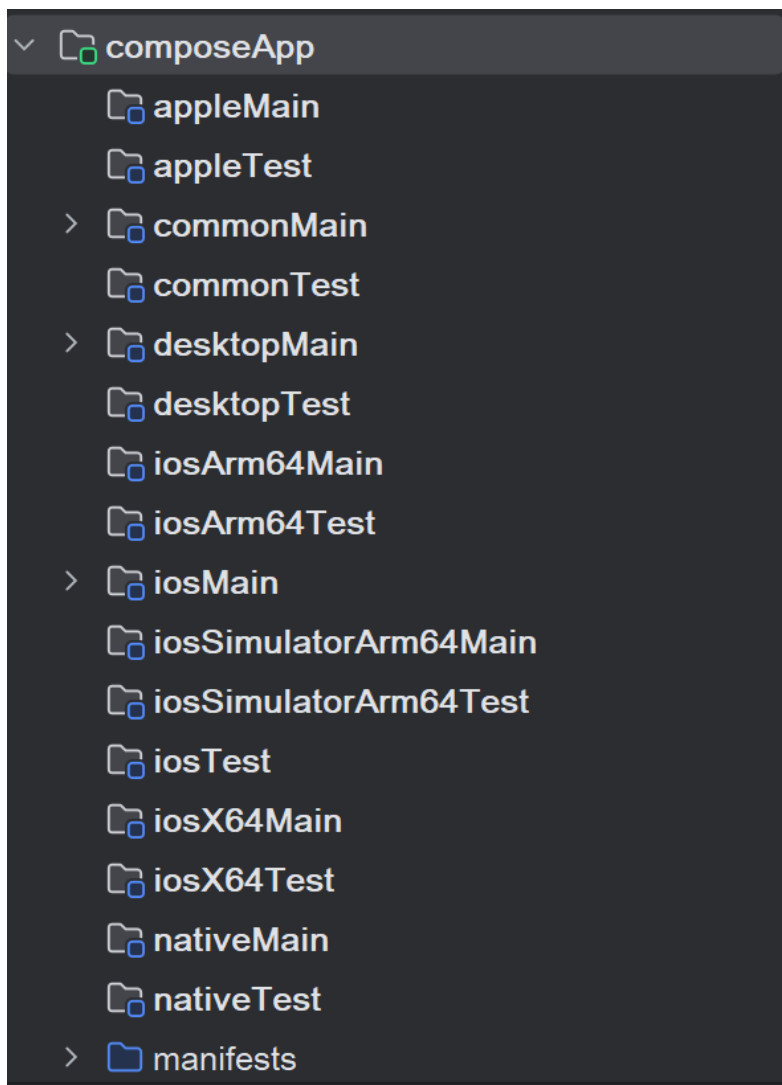 composeApp
appleMain
appleTest
commonMain
commonTest
desktopMain
desktopTest
iosArm64Main
iosArm64Test
iosMain
iosSimulatorArm64Main
iosSimulatorArm64Test
iosTest
iosX64Main
iosX64Test
nativeMain
nativeTest
manifests